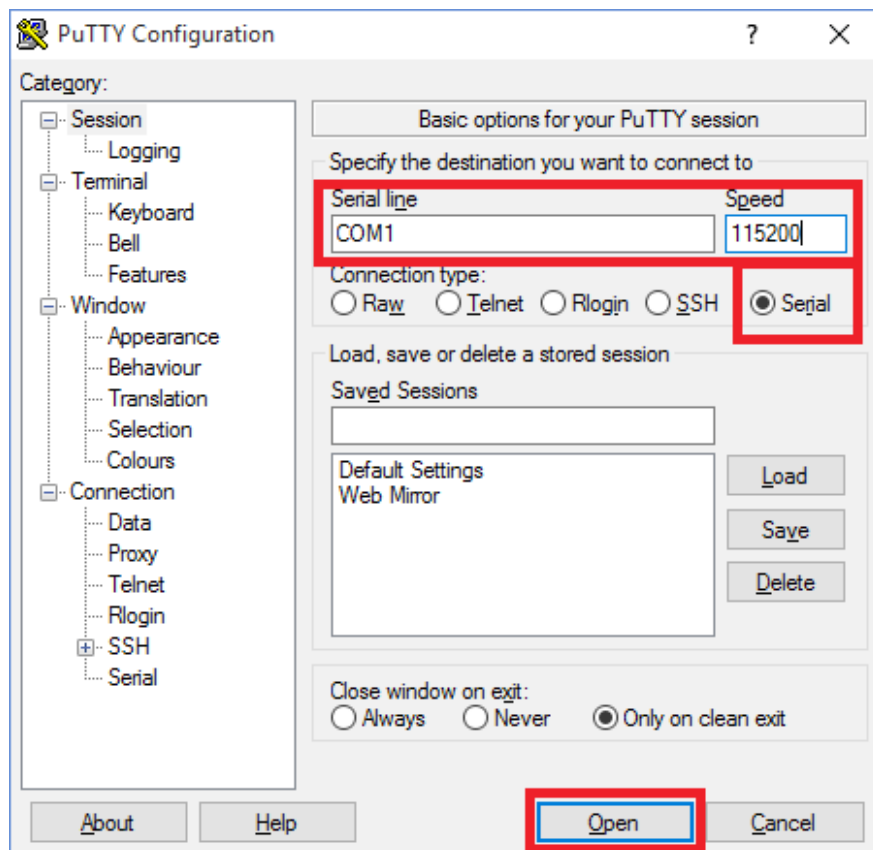 PuTTY Configuration
?
Category:
Session
Logging
Terminal
Keyboard
Bell
Features
Window
Appearance
Behaviour
Translation
Selection
Colours
Connection
Data
Proxy
Telnet
Rlogin
SSH
Serial
Basic options for your PuTTY session
Specify the destination you want to connect to
Serial line Speed
COM1 115200
Connection type:
Raw Telnet Rlogin SSH Serial
Load, save or delete a stored session
Saved Sessions
Default Settings
Web Mirror
Load
Save
Delete
Close window on exit:
Always Never Only on clean exit
About Help Open Cancel